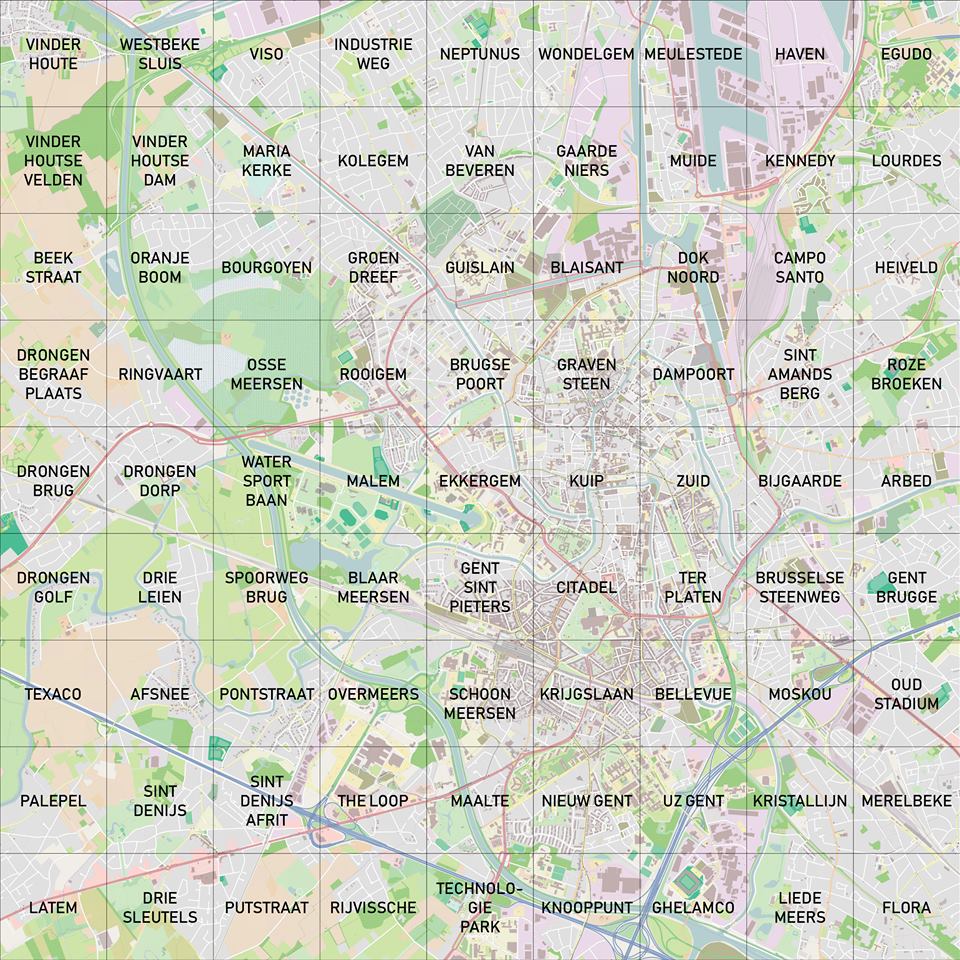 VINDER
HOUTE
WESTBEKE
SLUIS
VISO
INDUSTRIE
WEG
NEPTUNUS
WONDELGEM
MEULESTEDE
HAVEN
EGUDO
VINDER
HOUTSE
VELDEN
VINDER
HOUTSE
DAM
MARIA
KERKE
KOLEGEM
VAN
BEVEREN
GAARDE
NIERS
MUIDE
KENNEDY
LOURDES
BEEK
STRAAT
ORANJE
BOOM
BOURGOYEN
GROEN
DREEF
GUISLAIN
BLAISANT
DOK
NOORD
CAMPO
SANTO
HEIVELD
DRONGEN
BEGRAAF
PLAATS
RINGVAART
OSSE
MEERSEN
ROOIGEM
BRUGSE
POORT
GRAVEN
STEEN
DAMPOORT
SINT
AMANDS
BERG
ROZE
BROEKEN
DRONGEN
BRUG
DRONGEN
DORP
WATER
SPORT
BAAN
MALEM
EKKERGEM
KUIP
ZUID
BIJGAARDE
ARBED
DRONGEN
GOLF
DRIE
LEIEN
SPOORWEG
BRUG
BLAAR
MEERSEN
GENT
SINT
PIETERS
CITADEL
TER
PLATEN
BRUSSELSE
STEENWEG
GENT
BRUGGE
TEXACO
AFSNEE
PONTSTRAAT
OVERMEERS
SCHOON
MEERSEN
KRIJGSLAAN
BELLEVUE
MOSKOU
OUD
STADIUM
PALEPEL
SINT
DENIJS
SINT
DENIJS
AFRIT
THE LOOP
MAALTE
NIEUW GENT
UZ GENT
KRISTALLIJN
MERELBEKE
LATEM
DRIE
SLEUTELS
PUTSTRAAT
RIJVISSCHE
TECHNOLO-
GIE
PARK
KNOOPPUNT
GHELAMCO
LIEDE
MEERS
FLORA